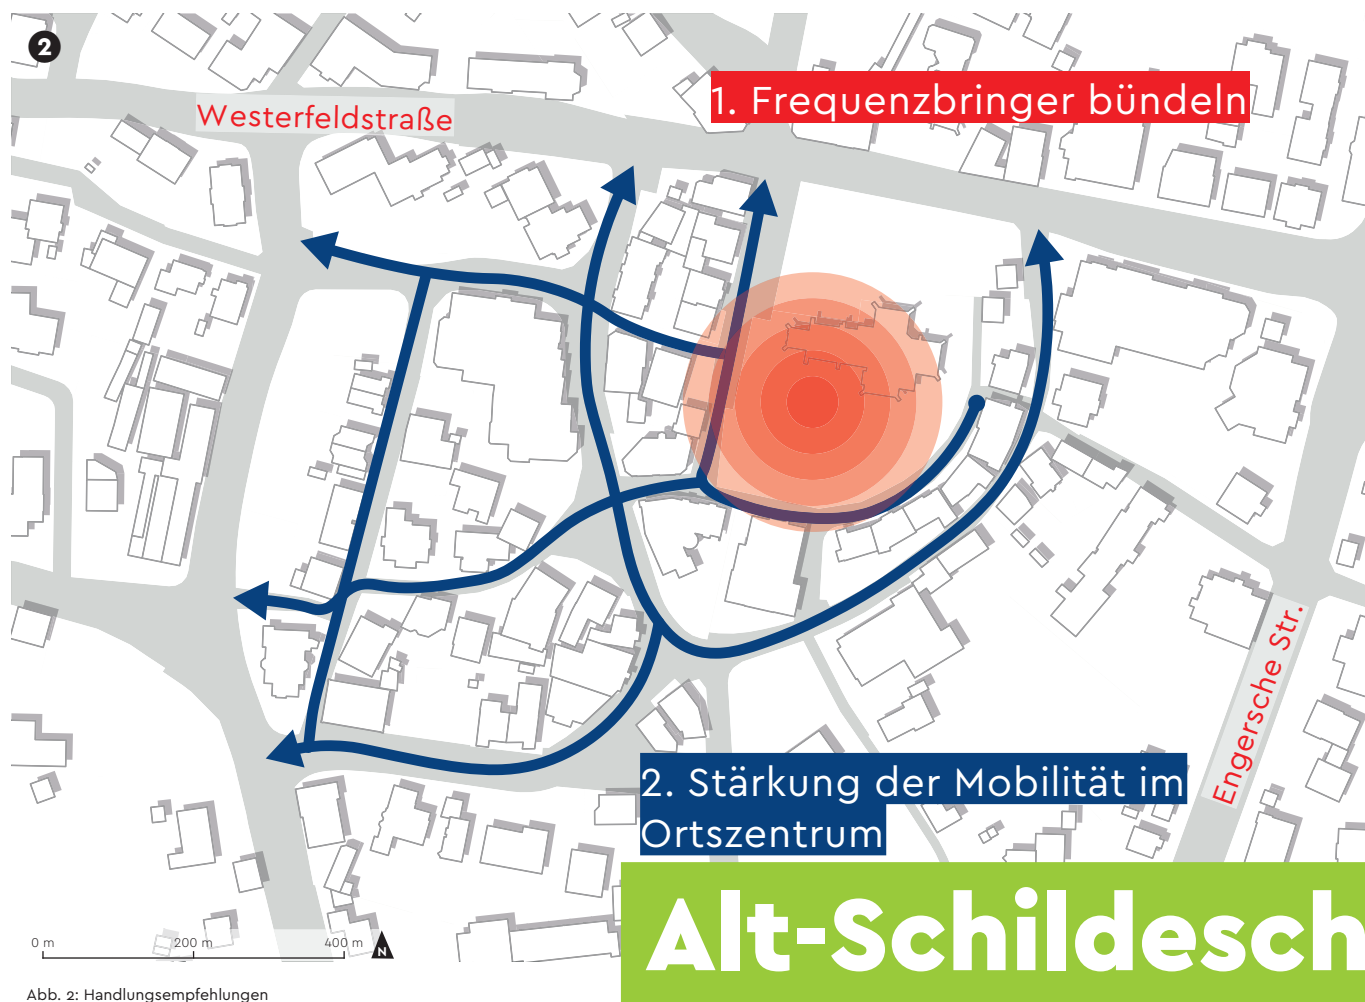 2
1. Frequenzbringer bündeln
Westerfeldstraße
Engersche Str.
2. Stärkung der Mobilität im
Ortszentrum
Alt-Schildesch
0 m 200 m 400 m N
Abb. 2: Handlungsempfehlungen